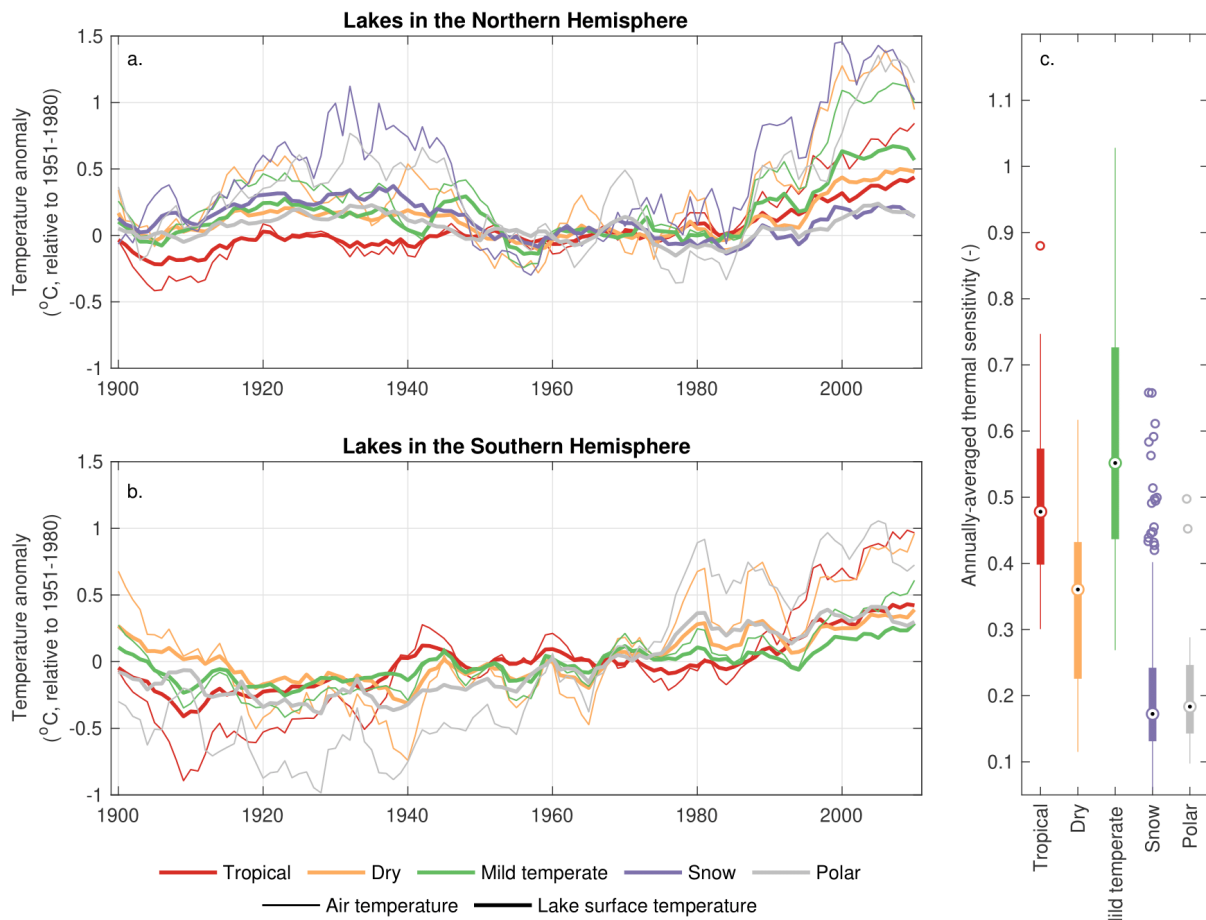 Lakes in the Northern Hemisphere
a.
Temperature anomaly
(°C, relative to 1951-1980)
1.5
1
0.5
0
-0.5
-1
1900
1920
1940
1960
1980
2000
Lakes in the Southern Hemisphere
b.
Temperature anomaly
(°C, relative to 1951-1980)
1.5
1
0.5
0
-0.5
-1
1900
1920
1940
1960
1980
2000
Tropical
Dry
Mild temperate
Snow
Polar
Air temperature
Lake surface temperature
c.
Annually-averaged thermal sensitivity (-)
1.1
1
0.9
0.8
0.7
0.6
0.5
0.4
0.3
0.2
0.1
Tropical
Dry
ild temperate
Snow
Polar